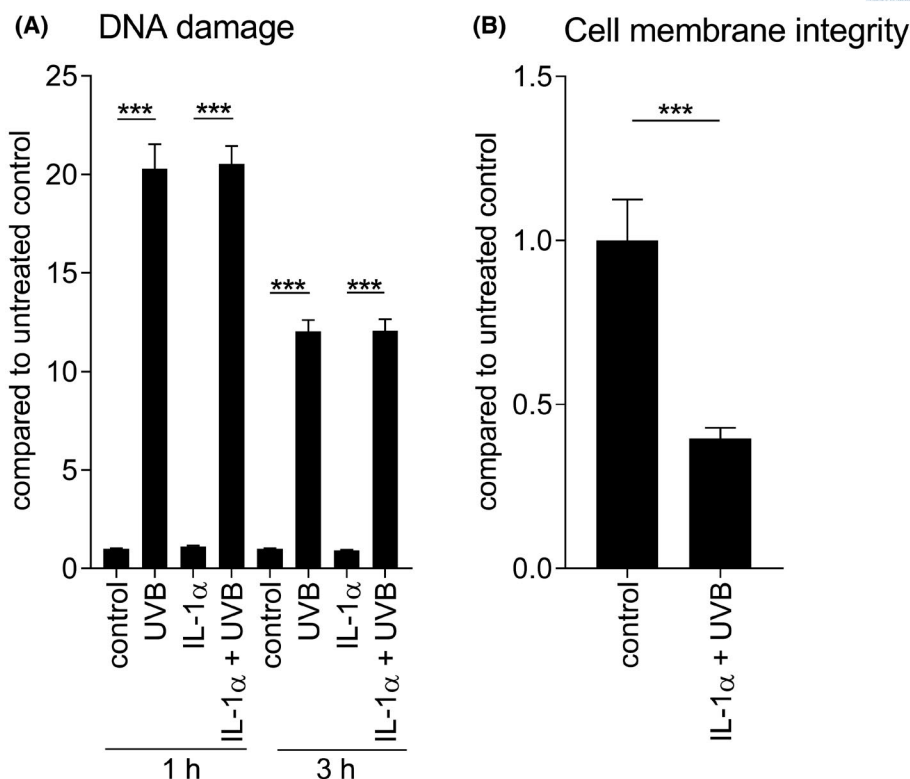 (A) DNA damage
compared to untreated control
25
20
15
10
5
0
***
***
***
***
control
UVB
IL-1α
IL-1α + UVB
control
UVB
IL-1α
IL-1α + UVB
1 h
3 h
(B) Cell membrane integrity
compared to untreated control
1.5
1.0
0.5
0.0
***
control
IL-1α + UVB